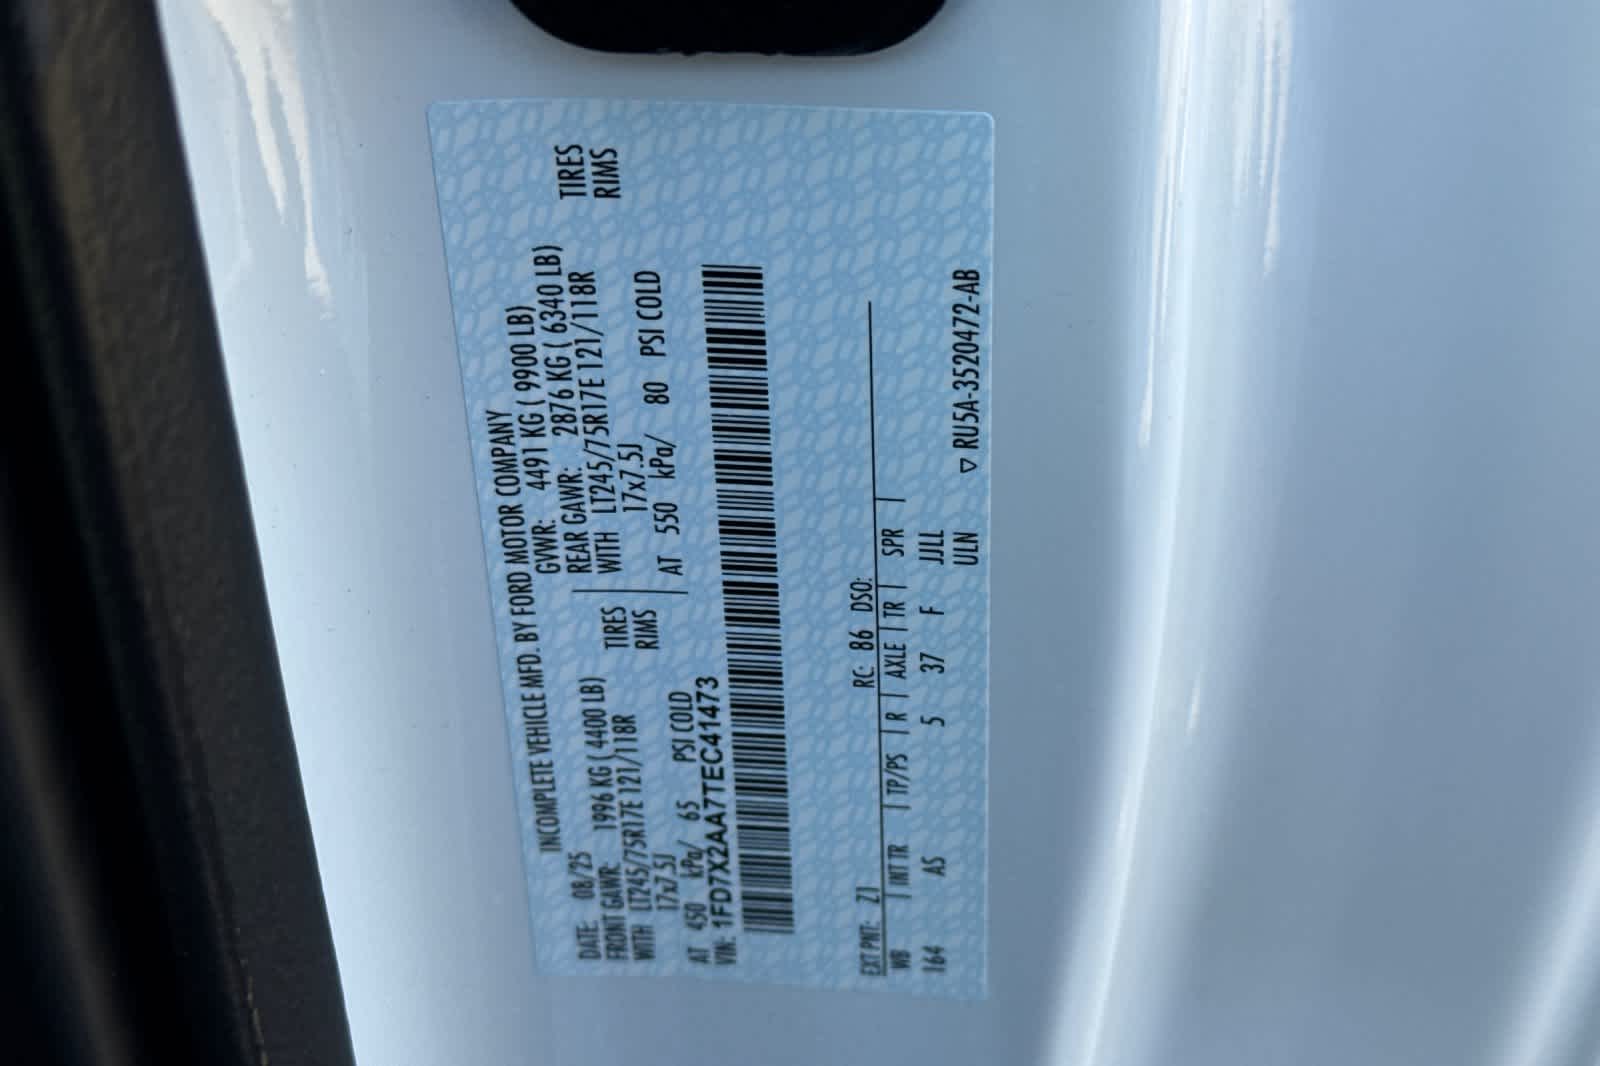 INCOMPLETE VEHICLE MFD. BY FORD MOTOR COMPANY
DATE: 08/25 GVWR: 4491 KG ( 9900 LB)
FRONT GAWR: 1996 KG ( 4400 LB) REAR GAWR: 2876 KG ( 6340 LB)
WITH LT245/75R17E 121/118R TIRES WITH LT245/75R17E 121/118R TIRES
17x7.5J RIMS 17x7.5J RIMS
AT 450 kPa/ 65 PSI COLD AT 550 kPa/ 80 PSI COLD
VIN: 1FD7X2AA7TEC41473
EXT PNT: Z1 RC: 86 DSO:
WB | INT TR | TP/PS | R | AXLE | TR | SPR |
164 AS 5 37 F JJLL
ULN ▽ RU5A-3520472-AB